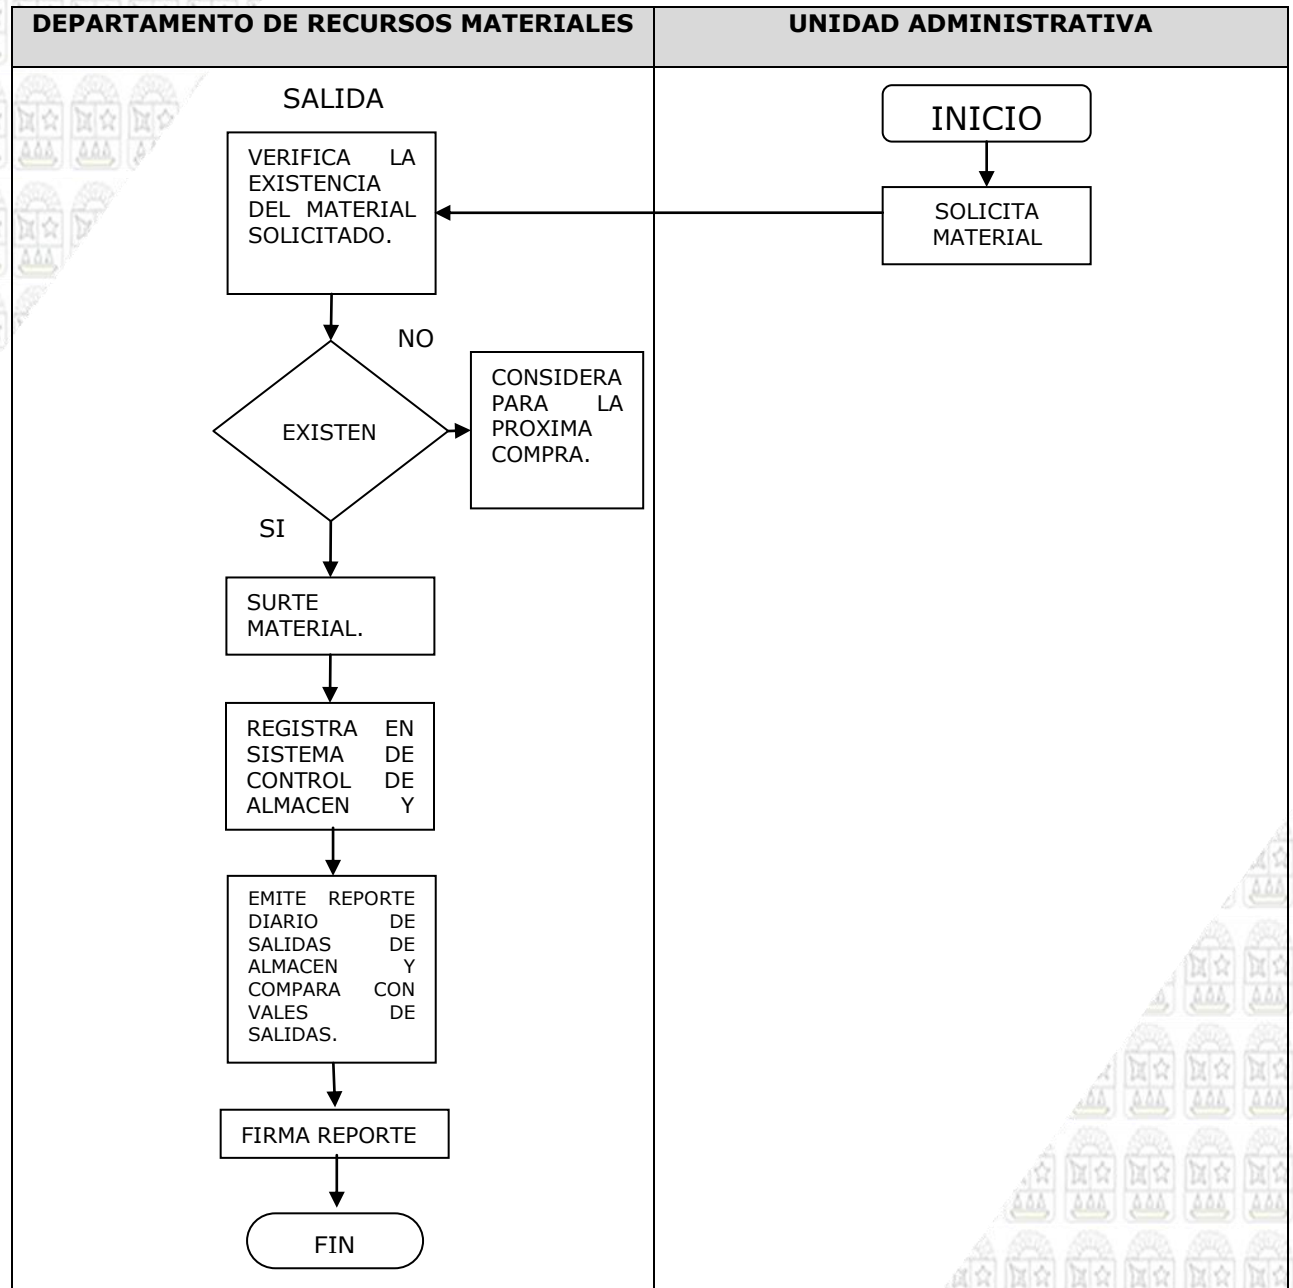 DEPARTAMENTO DE RECURSOS MATERIALES
UNIDAD ADMINISTRATIVA
SALIDA
INICIO
VERIFICA LA
EXISTENCIA
DEL MATERIAL
SOLICITADO.
SOLICITA
MATERIAL
NO
EXISTEN
CONSIDERA
PARA LA
PROXIMA
COMPRA.
SI
SURTE
MATERIAL.
REGISTRA EN
SISTEMA DE
CONTROL DE
ALMACEN Y
EMITE REPORTE
DIARIO DE
SALIDAS DE
ALMACEN Y
COMPARA CON
VALES DE
SALIDAS.
FIRMA REPORTE
FIN